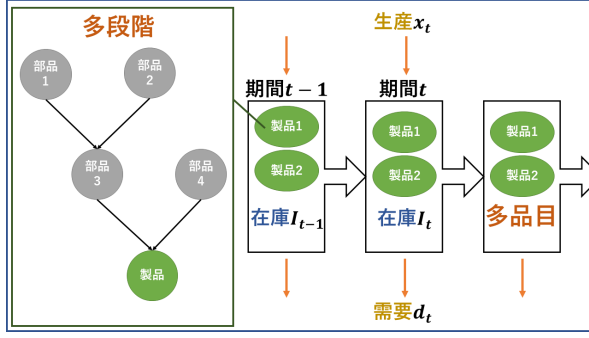 多段階
部品
1
部品
2
部品
3
部品
4
製品
生産x_t
期間t − 1
製品1
製品2
在庫I_{t−1}
期間t
製品1
製品2
在庫I_t
製品1
製品2
多品目
需要d_t